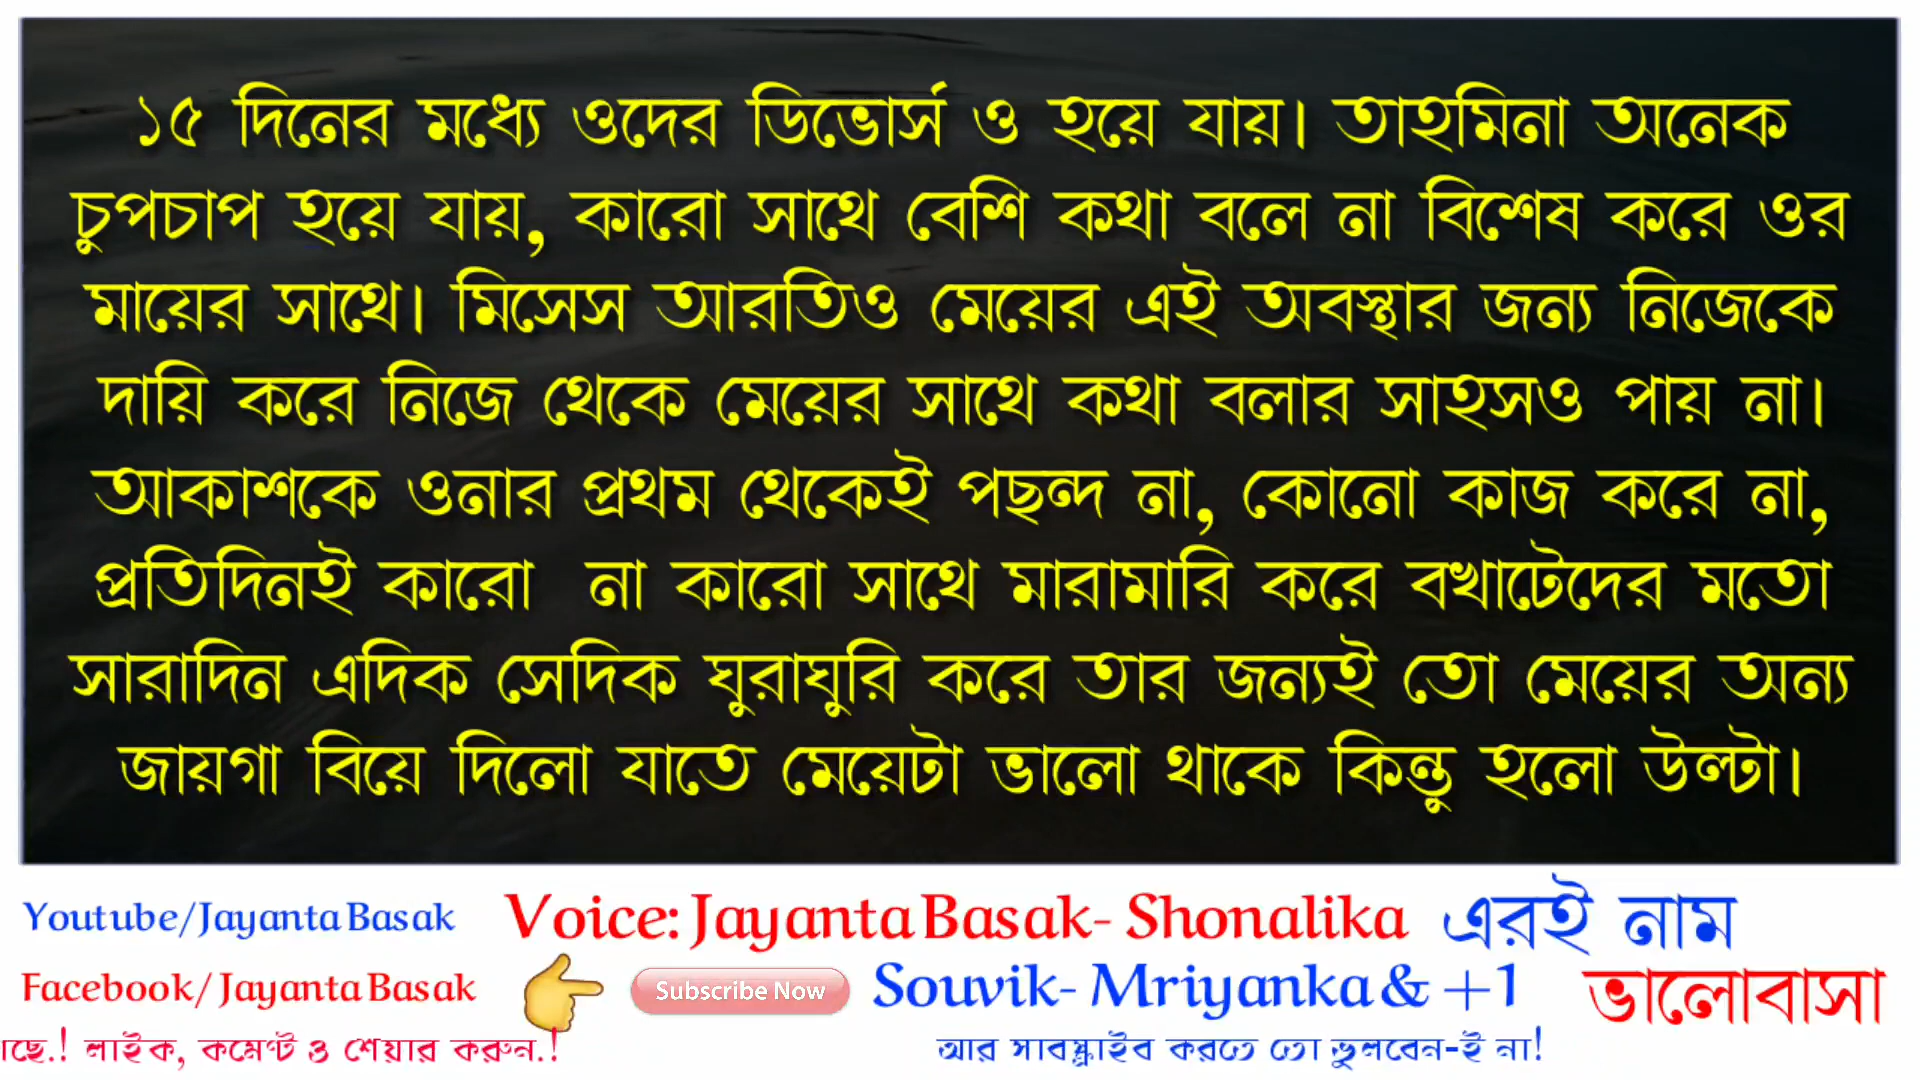 ১৫ দিনের মধ্যে ওদের ডিভোর্স ও হয়ে যায়। তাহমিনা অনেক
চুপচাপ হয়ে যায়, কারো সাথে বেশি কথা বলে না বিশেষ করে ওর
মায়ের সাথে। মিসেস আরতিও মেয়ের এই অবস্থার জন্য নিজেকে
দায়ি করে নিজে থেকে মেয়ের সাথে কথা বলার সাহসও পায় না।
আকাশকে ওনার প্রথম থেকেই পছন্দ না, কোনো কাজ করে না,
প্রতিদিনই কারো না কারো সাথে মারামারি করে বখাটেদের মতো
সারাদিন এদিক সেদিক ঘুরাঘুরি করে তার জন্যই তো মেয়ের অন্য
জায়গা বিয়ে দিলো যাতে মেয়েটা ভালো থাকে কিন্তু হলো উল্টা।
Youtube/Jayanta Basak Voice: Jayanta Basak- Shonalika এরই নাম
Facebook/ Jayanta Basak Subscribe Now Souvik- Mriyanka & +1 ভালোবাসা
লাইক, কমেন্ট ও শেয়ার করুন.! আর সাবস্ক্রাইব করতে তো ভুলবেন-ই না!